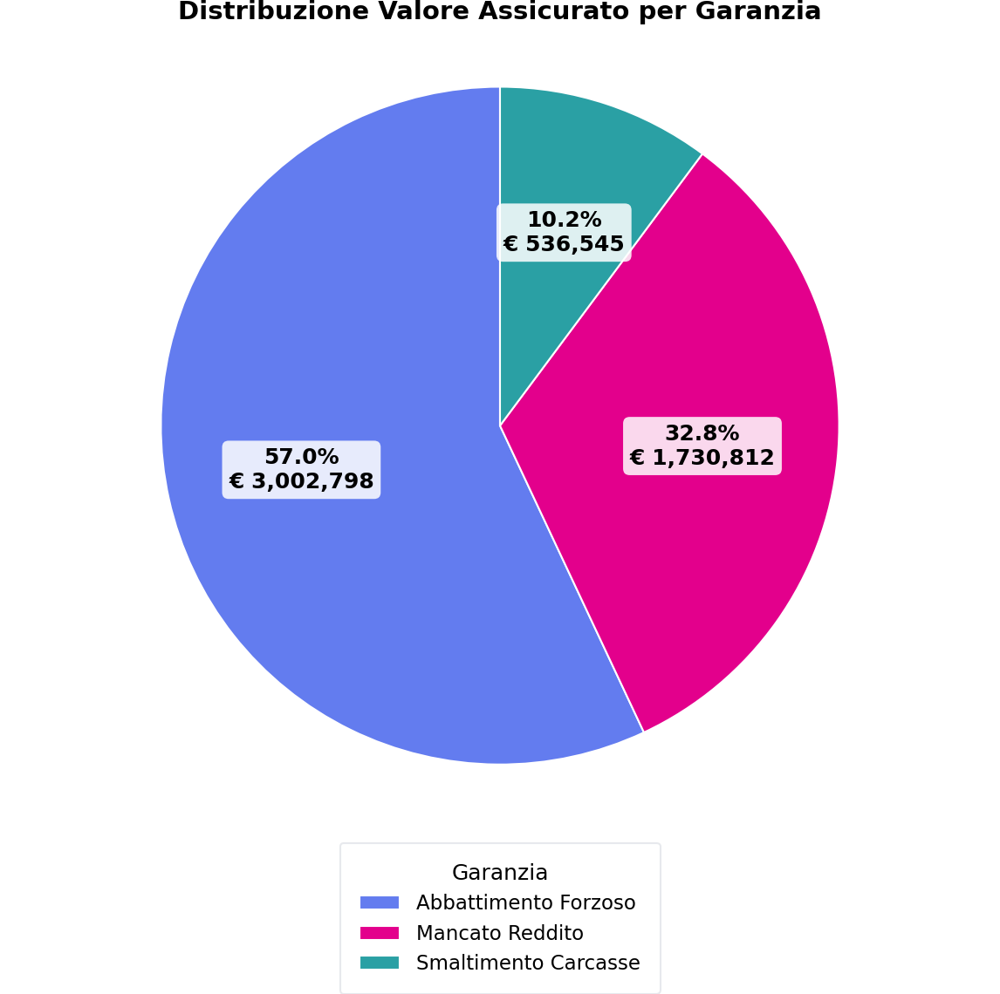 Distribuzione Valore Assicurato per Garanzia
10.2%
€ 536,545
32.8%
€ 1,730,812
57.0%
€ 3,002,798
Garanzia
Abbattimento Forzoso
Mancato Reddito
Smaltimento Carcasse